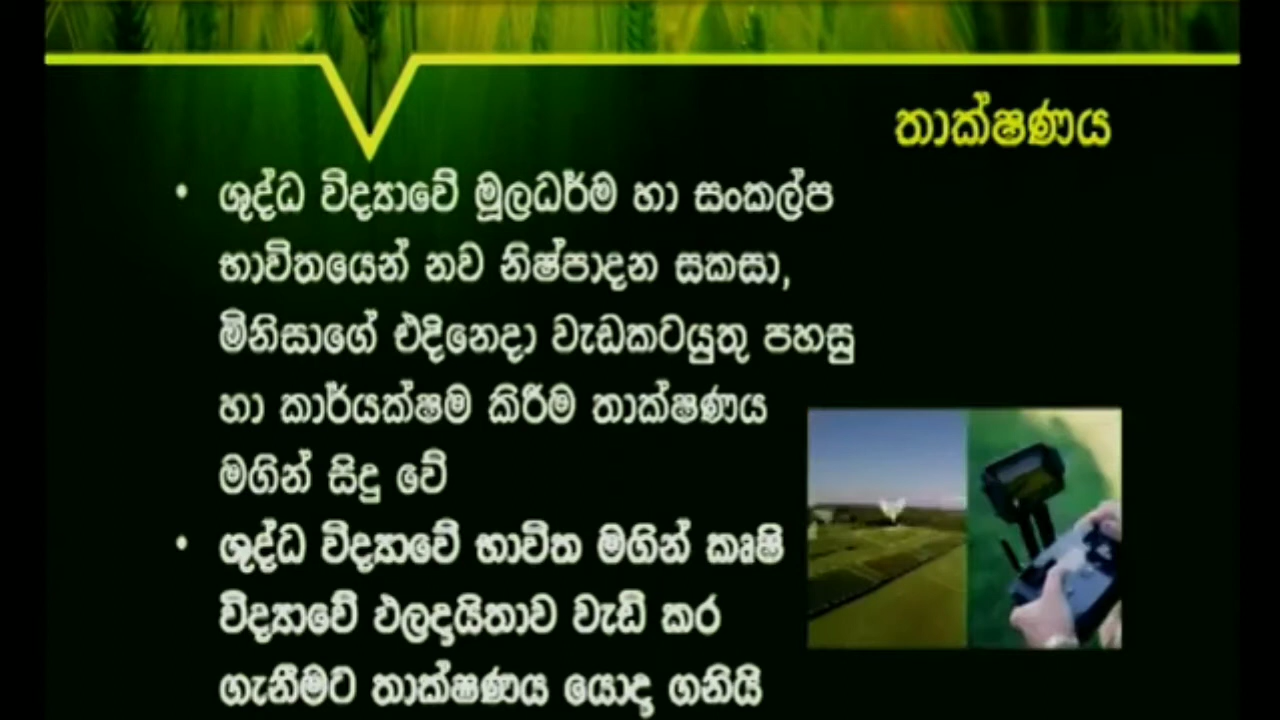 තාක්ෂණය
• ශුද්ධ විද්‍යාවේ මූලධර්ම හා සංකල්ප
භාවිතයෙන් නව නිෂ්පාදන සකසා,
මිනිසාගේ එදිනෙදා වැඩකටයුතු පහසු
හා කාර්යක්ෂම කිරීම තාක්ෂණය
මගින් සිදු වේ
• ශුද්ධ විද්‍යාවේ භාවිත මගින් කෘෂි
විද්‍යාවේ ඵලදායිතාව වැඩි කර
ගැනීමට තාක්ෂණය යොදා ගනියි